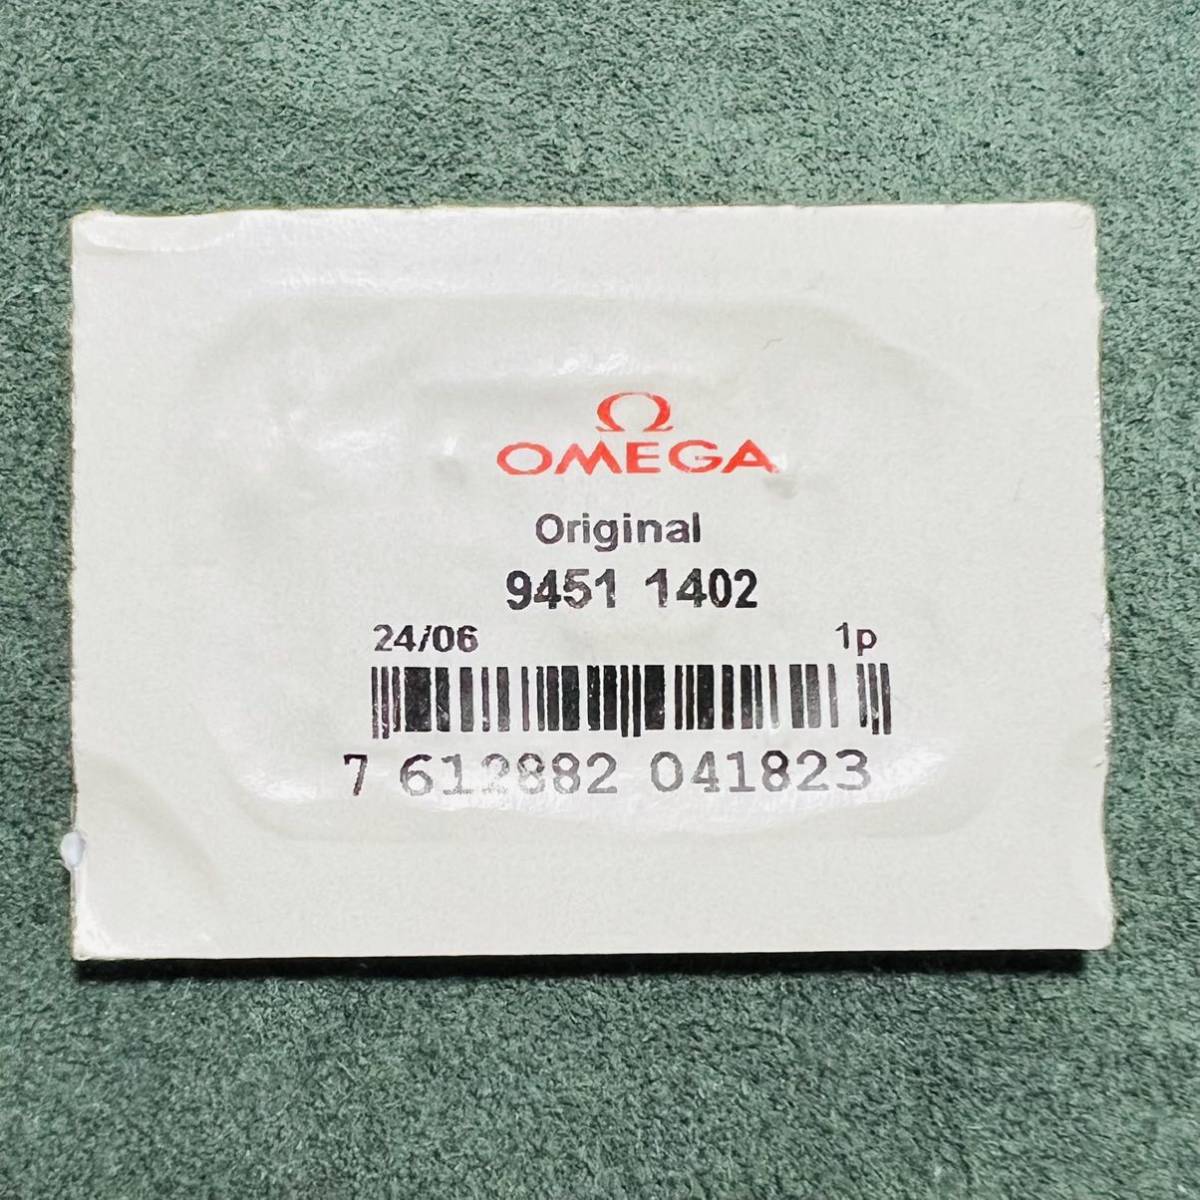 Ω
OMEGA
Original
9451 1402
24/06 1p
7 612882 041823